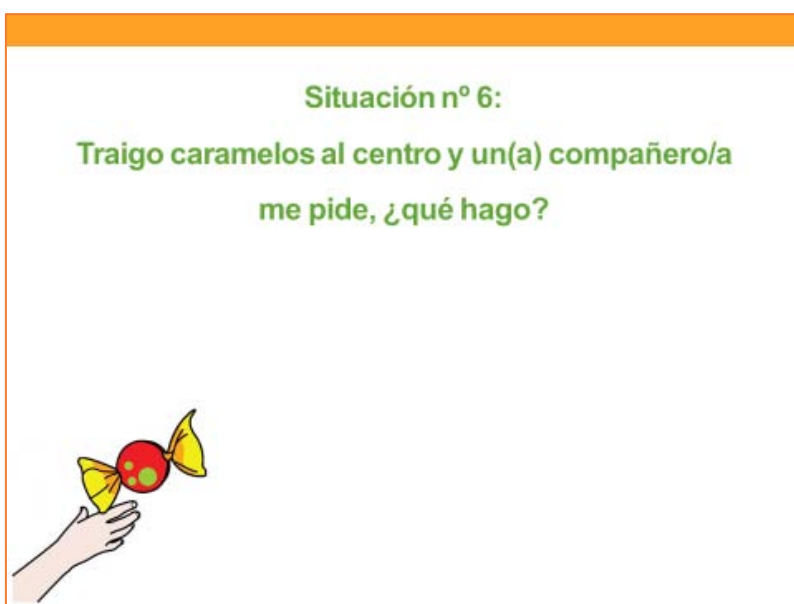 Situación nº 6:
Traigo caramelos al centro y un(a) compañero/a
me pide, ¿qué hago?